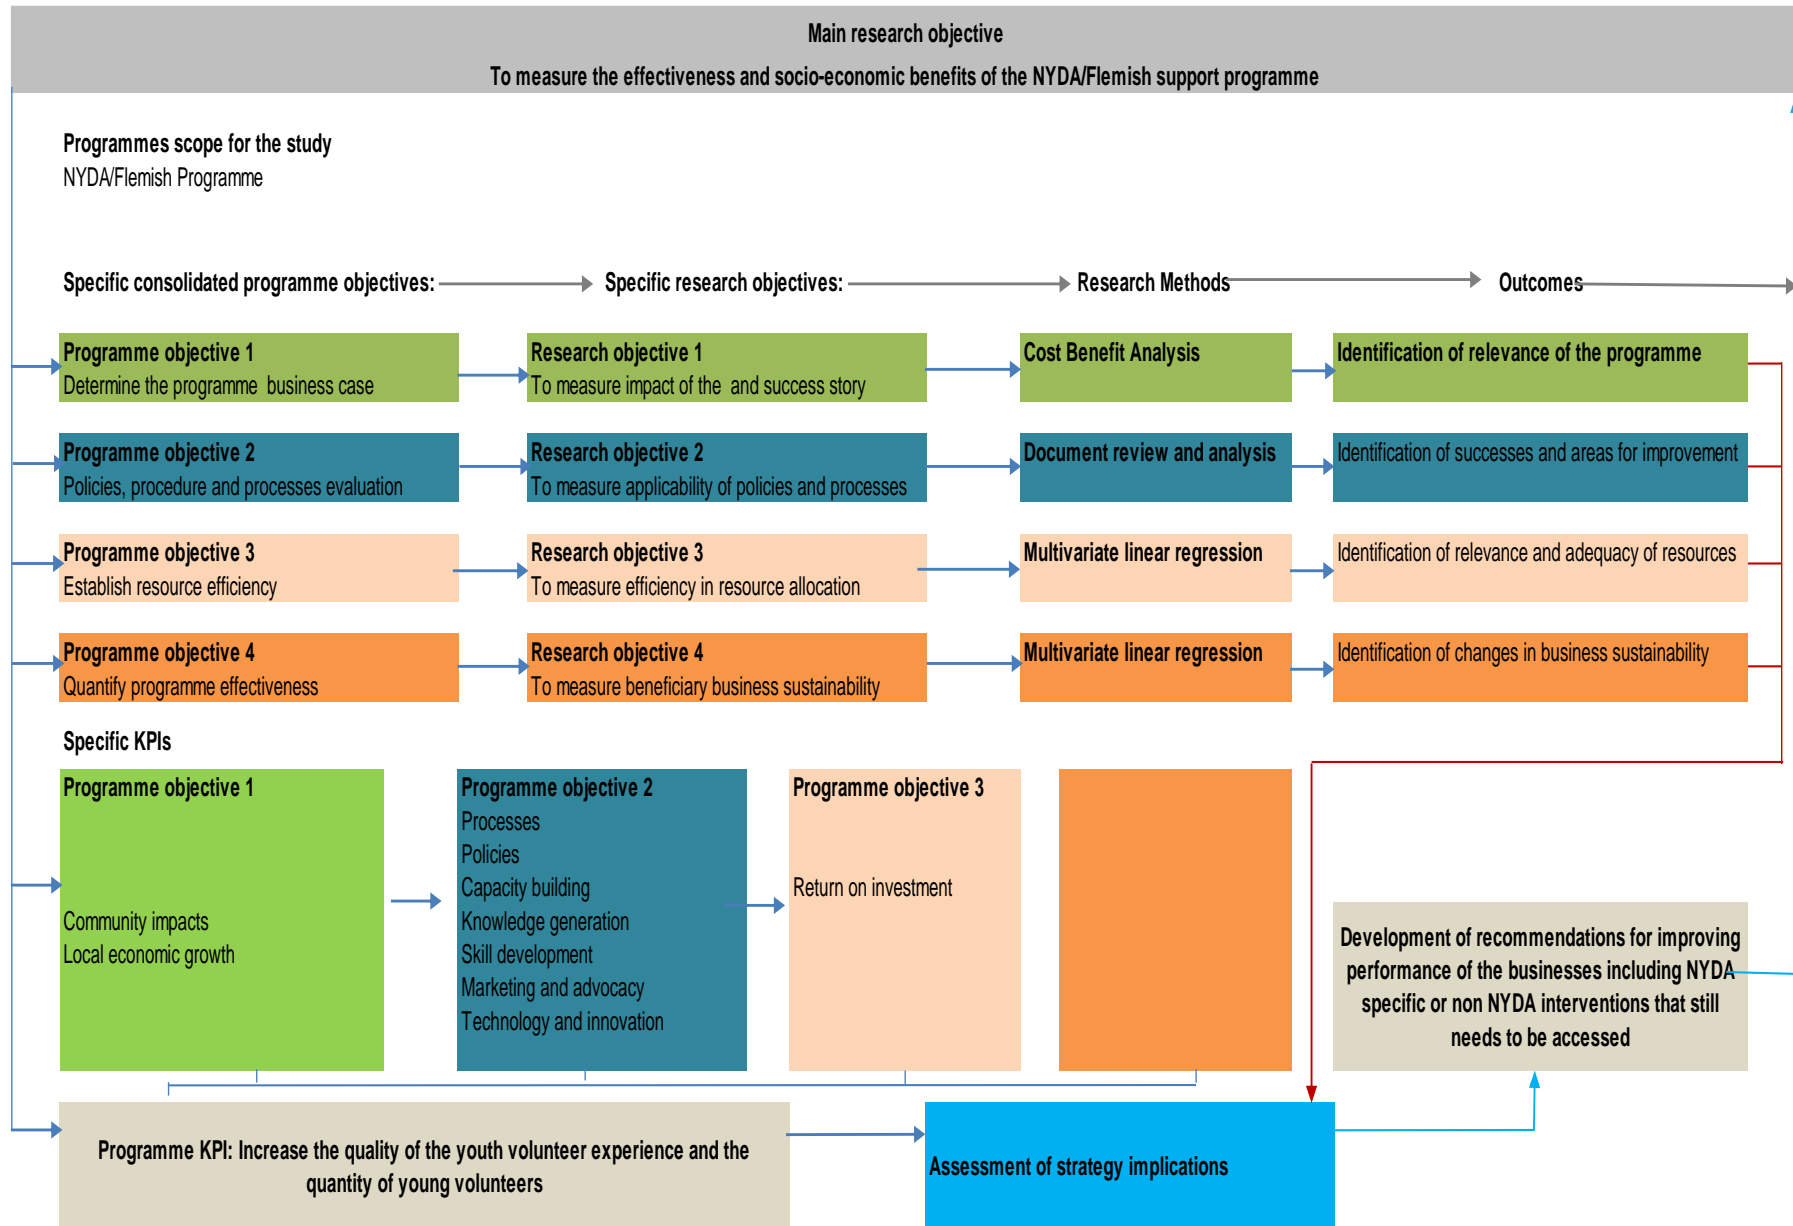 Main research objective
To measure the effectiveness and socio-economic benefits of the NYDA/Flemish support programme
Programmes scope for the study
NYDA/Flemish Programme
Specific consolidated programme objectives:
Specific research objectives:
Research Methods
Outcomes
Programme objective 1
Determine the programme business case
Research objective 1
To measure impact of the and success story
Cost Benefit Analysis
Identification of relevance of the programme
Programme objective 2
Policies, procedure and processes evaluation
Research objective 2
To measure applicability of policies and processes
Document review and analysis
Identification of successes and areas for improvement
Programme objective 3
Establish resource efficiency
Research objective 3
To measure efficiency in resource allocation
Multivariate linear regression
Identification of relevance and adequacy of resources
Programme objective 4
Quantify programme effectiveness
Research objective 4
To measure beneficiary business sustainability
Multivariate linear regression
Identification of changes in business sustainability
Specific KPIs
Programme objective 1
Community impacts
Local economic growth
Programme objective 2
Processes
Policies
Capacity building
Knowledge generation
Skill development
Marketing and advocacy
Technology and innovation
Programme objective 3
Return on investment
Development of recommendations for improving
performance of the businesses including NYDA
specific or non NYDA interventions that still
needs to be accessed
Programme KPI: Increase the quality of the youth volunteer experience and the
quantity of young volunteers
Assessment of strategy implications